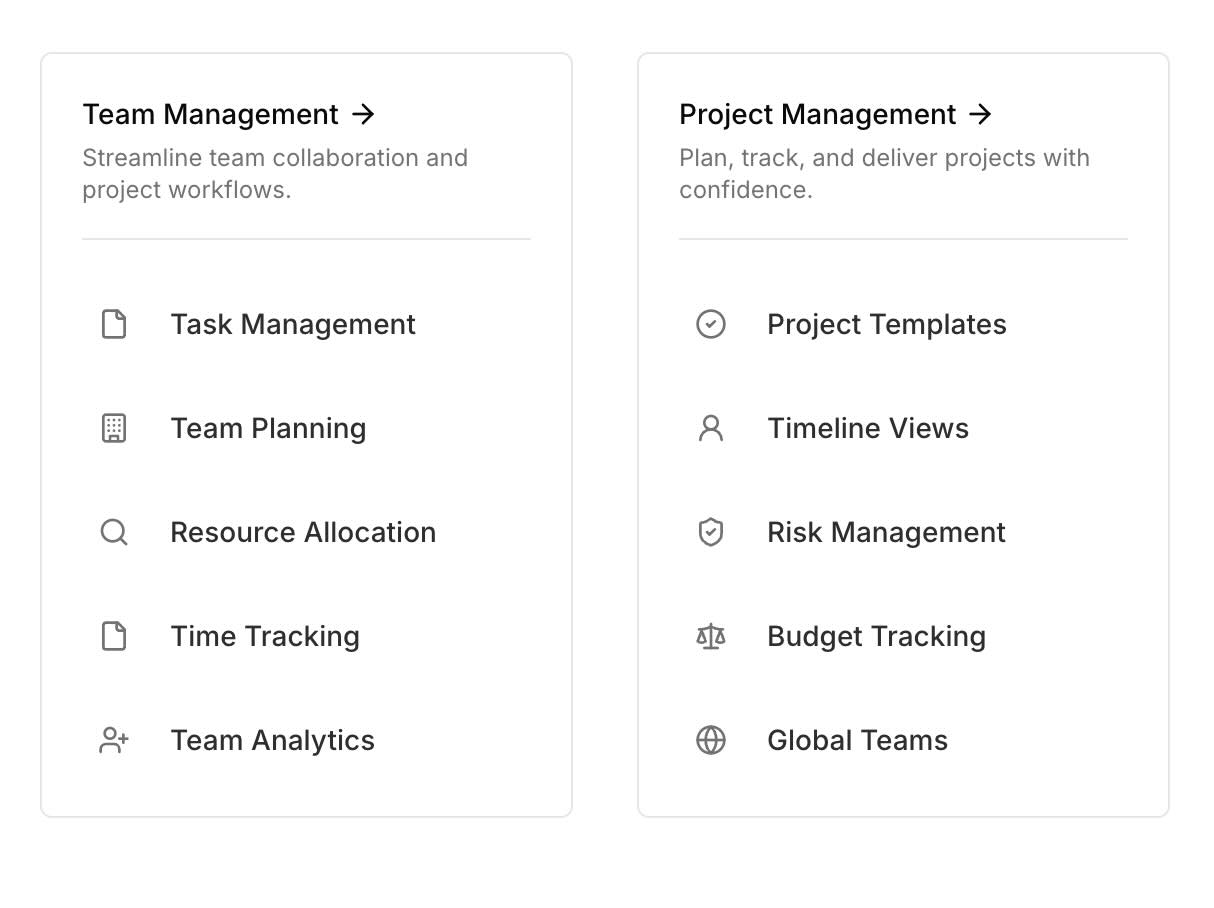 Team Management →
Streamline team collaboration and
project workflows.
Task Management
Team Planning
Resource Allocation
Time Tracking
Team Analytics
Project Management →
Plan, track, and deliver projects with
confidence.
Project Templates
Timeline Views
Risk Management
Budget Tracking
Global Teams